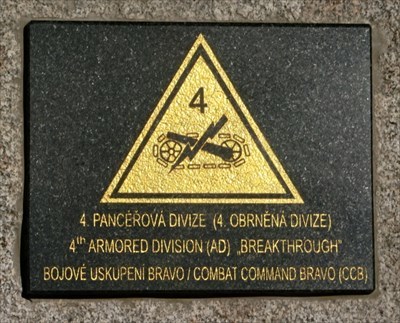 4
4. PANCÉŘOVÁ DIVIZE (4. OBRNĚNÁ DIVIZE)
4th ARMORED DIVISION (AD) „BREAKTHROUGH"
BOJOVÉ USKUPENÍ BRAVO / COMBAT COMMAND BRAVO (CCB)